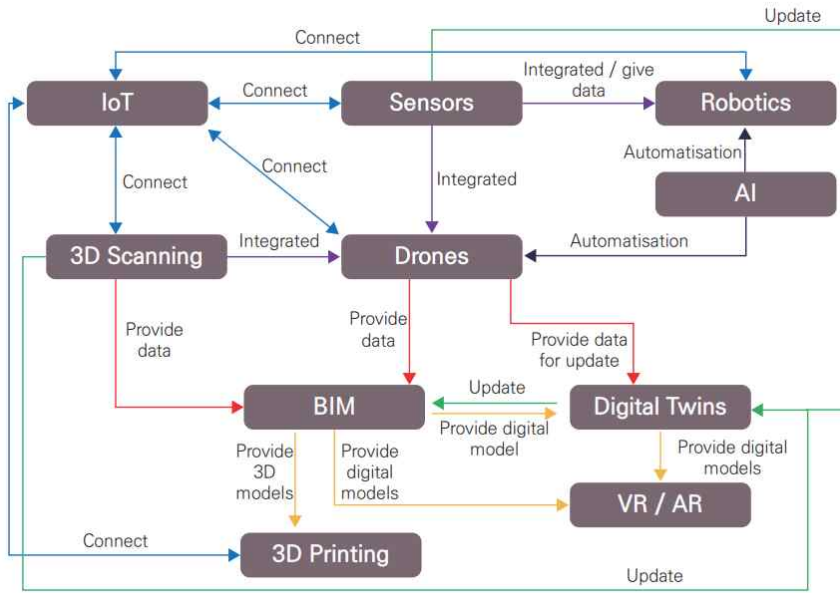 Update
Connect
IoT
Connect
Sensors
Integrated / give
data
Robotics
Connect
Connect
Integrated
Automatisation
AI
3D Scanning
Integrated
Drones
Automatisation
Provide
data
Provide
data
Provide data
for update
BIM
Update
Provide digital
model
Digital Twins
Provide
3D
models
Provide
digital
models
Provide digital
models
VR / AR
Connect
3D Printing
Update